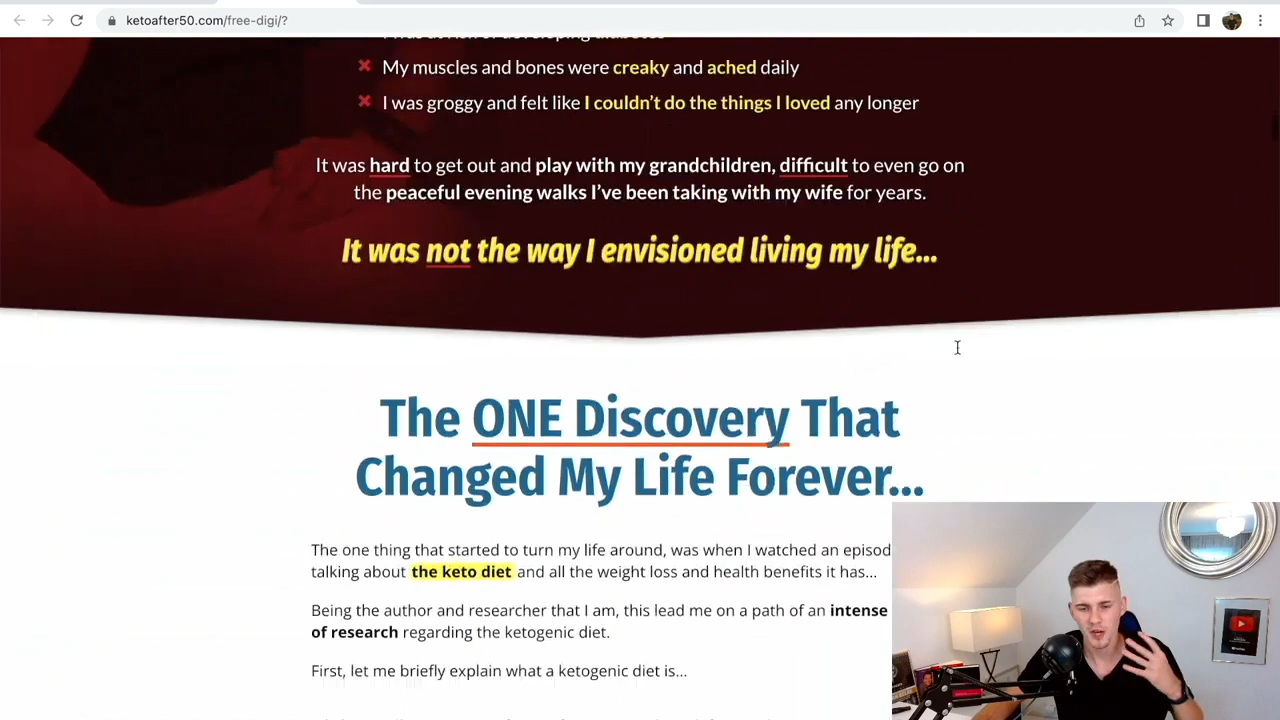 ketoafter50.com/free-digi/?
My muscles and bones were creaky and ached daily
I was groggy and felt like I couldn't do the things I loved any longer
It was hard to get out and play with my grandchildren, difficult to even go on
the peaceful evening walks I've been taking with my wife for years.
It was not the way I envisioned living my life...
The ONE Discovery That
Changed My Life Forever...
The one thing that started to turn my life around, was when I watched an episod
talking about the keto diet and all the weight loss and health benefits it has...
Being the author and researcher that I am, this lead me on a path of an intense
of research regarding the ketogenic diet.
First, let me briefly explain what a ketogenic diet is...